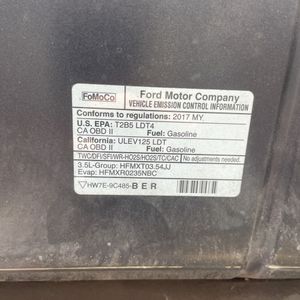 FoMoCo
Ford Motor Company
VEHICLE EMISSION CONTROL INFORMATION
Conforms to regulations: 2017 MY
U.S. EPA: T2B5 LDT4
CA OBD II Fuel: Gasoline
California: ULEV125 LDT
CA OBD II Fuel: Gasoline
TWC/DFI/SFI/WR-HO2S/HO2S/TC/CAC No adjustments needed.
3.5L-Group: HFMXT03.54JJ
Evap: HFMXR0235NBC
HW7E-9C485-BER